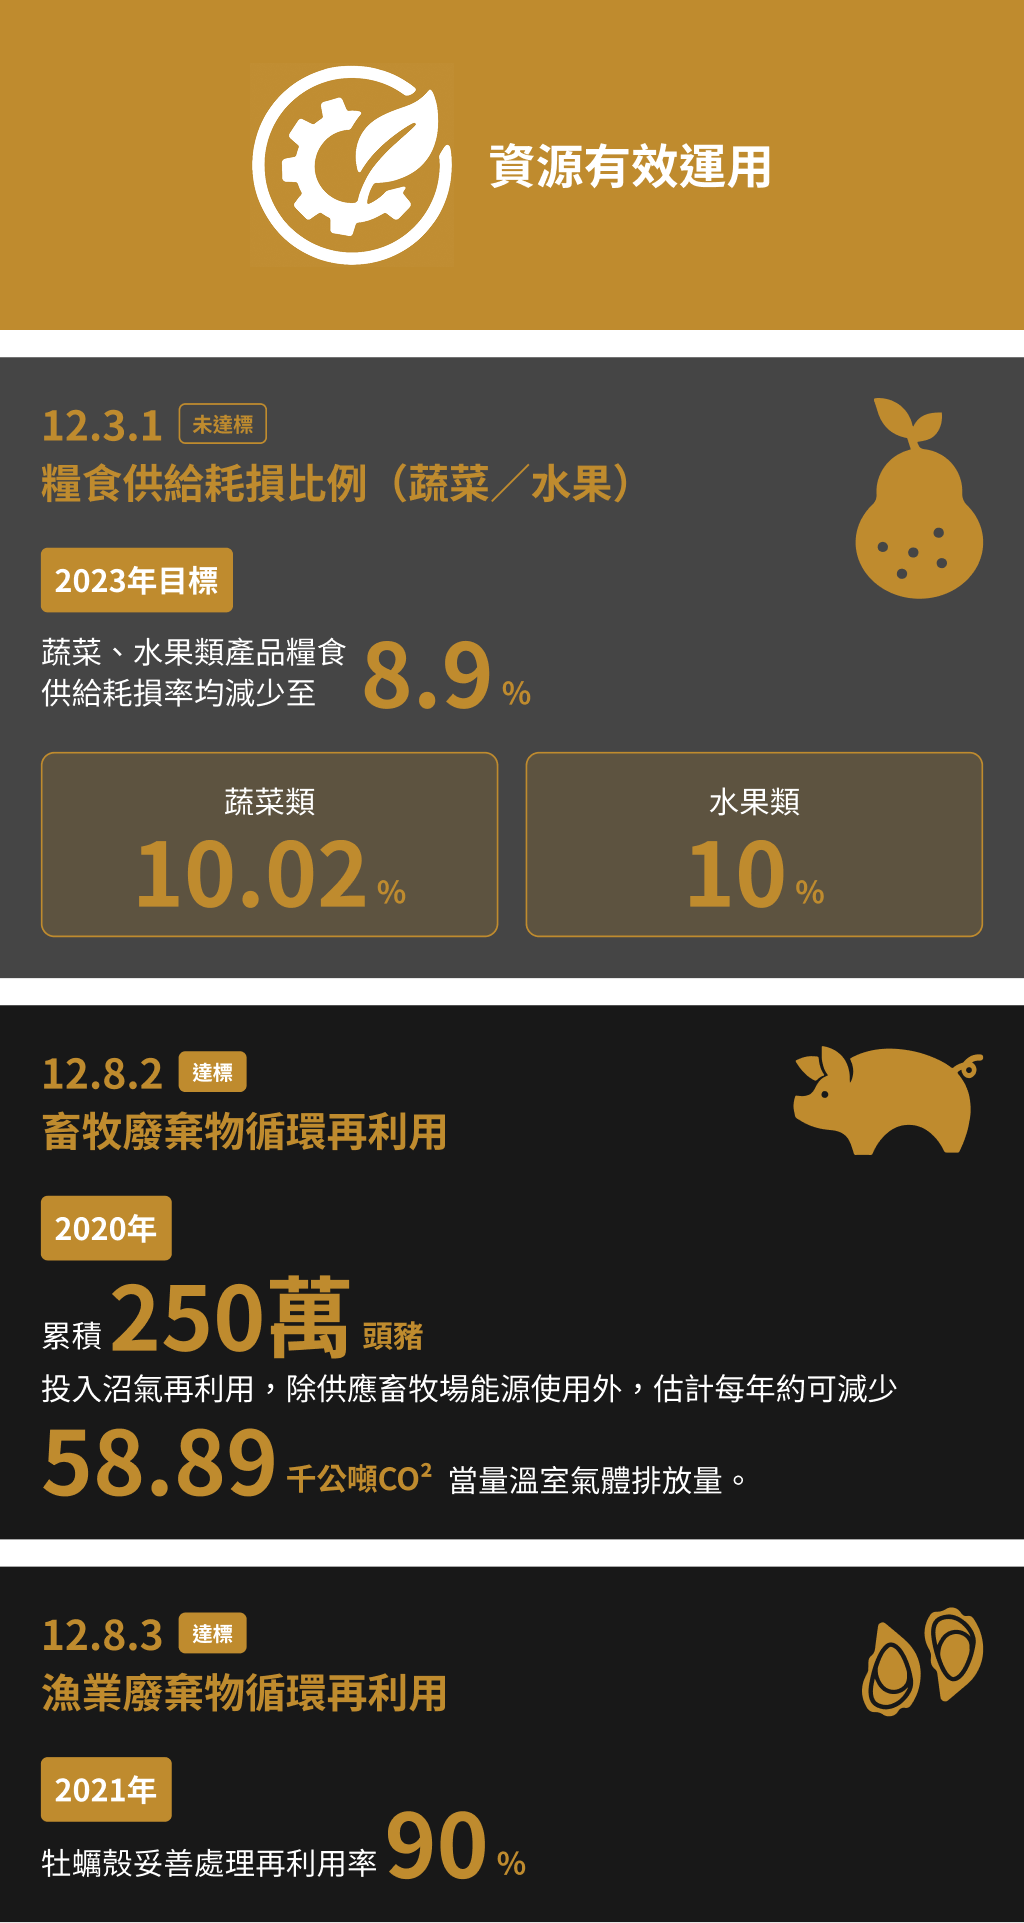 資源有效運用
12.3.1 未達標
糧食供給耗損比例（蔬菜／水果）
2023年目標
蔬菜、水果類產品糧食
供給耗損率均減少至 8.9 %
蔬菜類
10.02 %
水果類
10 %
12.8.2 達標
畜牧廢棄物循環再利用
2020年
累積 250萬 頭豬
投入沼氣再利用，除供應畜牧場能源使用外，估計每年約可減少
58.89 千公噸CO² 當量溫室氣體排放量。
12.8.3 達標
漁業廢棄物循環再利用
2021年
牡蠣殼妥善處理再利用率 90 %